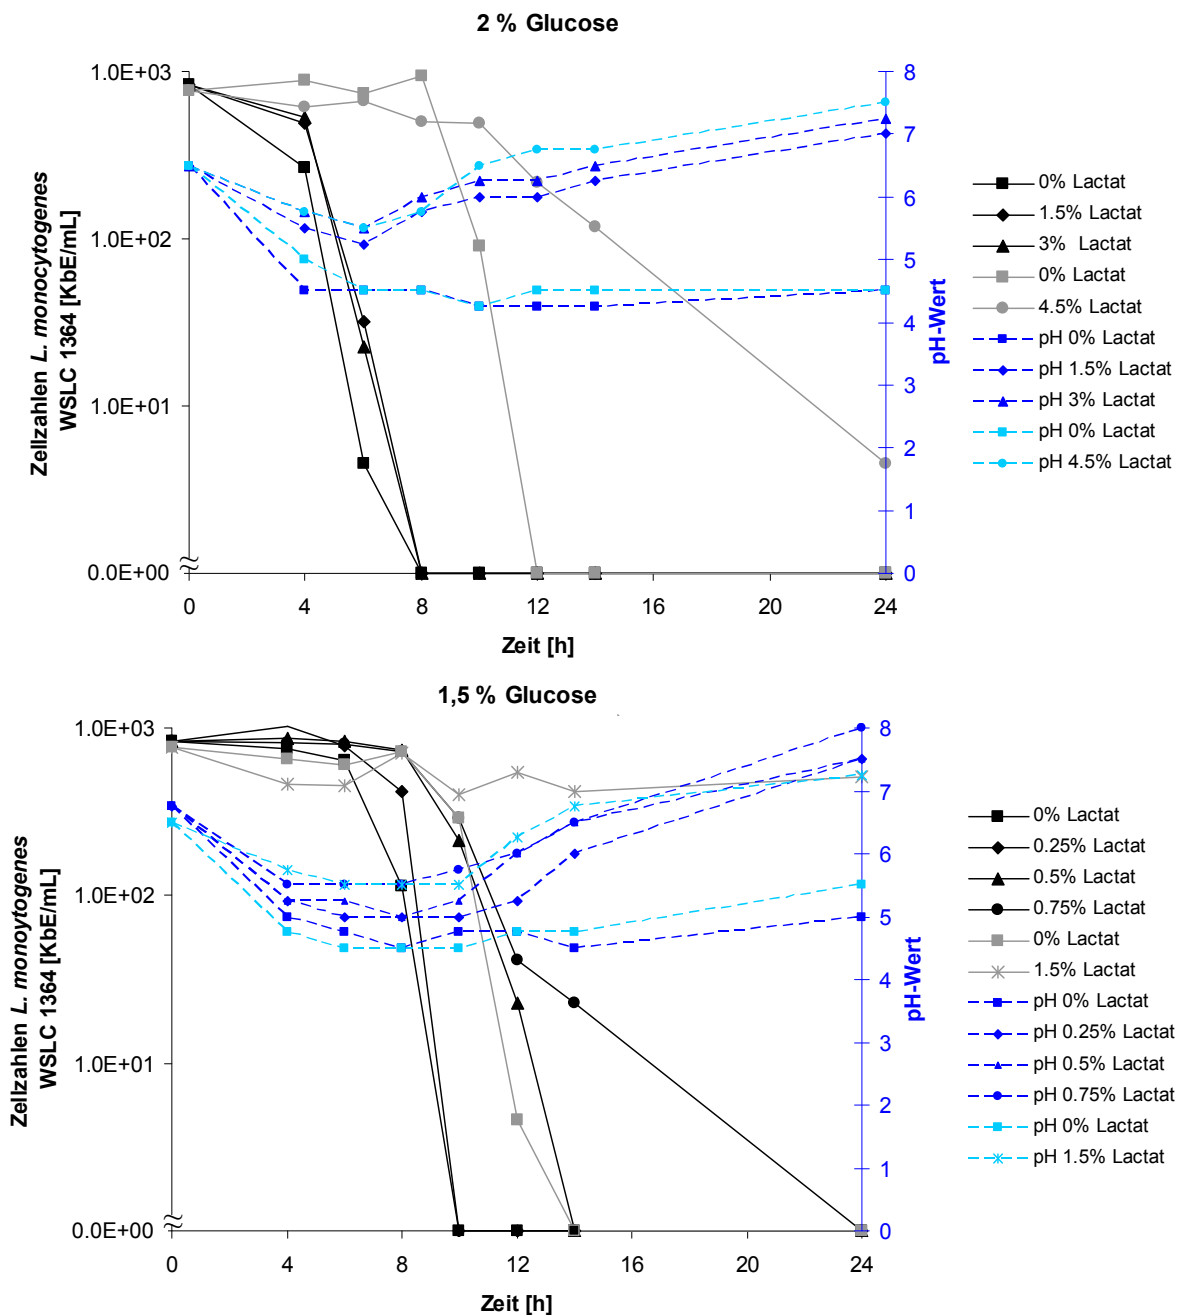 2 % Glucose
Zellzahlen L. monocytogenes
WSLC 1364 [KbE/mL]
1.0E+03
1.0E+02
1.0E+01
0.0E+00
0 4 8 12 16 20 24
Zeit [h]
8
7
6
5
4
3
2
1
0
pH-Wert
0% Lactat
1.5% Lactat
3% Lactat
0% Lactat
4.5% Lactat
pH 0% Lactat
pH 1.5% Lactat
pH 3% Lactat
pH 0% Lactat
pH 4.5% Lactat
1,5 % Glucose
Zellzahlen L. monoytogenes
WSLC 1364 [KbE/mL]
1.0E+03
1.0E+02
1.0E+01
0.0E+00
0 4 8 12 16 20 24
Zeit [h]
8
7
6
5
4
3
2
1
0
pH-Wert
0% Lactat
0.25% Lactat
0.5% Lactat
0.75% Lactat
0% Lactat
1.5% Lactat
pH 0% Lactat
pH 0.25% Lactat
pH 0.5% Lactat
pH 0.75% Lactat
pH 0% Lactat
pH 1.5% Lactat